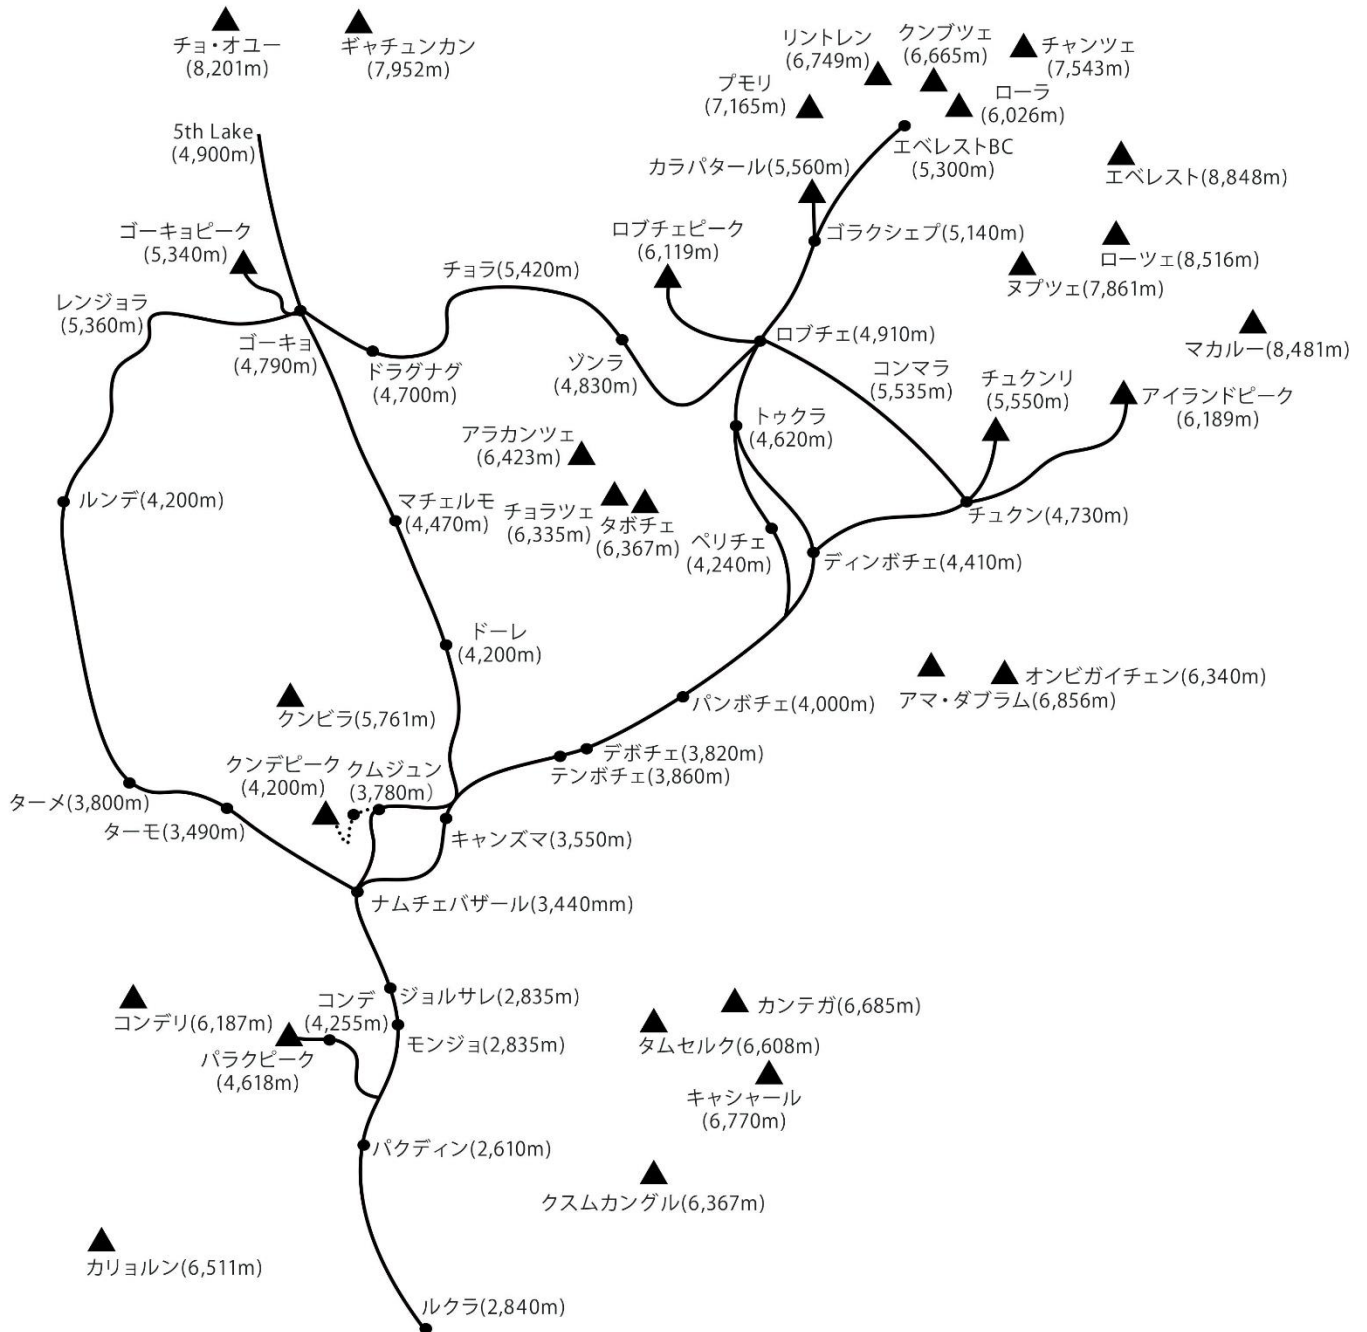 チョ・オユー
(8,201m)
ギャチュンカン
(7,952m)
リントレン
(6,749m)
クンブツェ
(6,665m)
チャンツェ
(7,543m)
プモリ
(7,165m)
ローラ
(6,026m)
5th Lake
(4,900m)
エベレストBC
(5,300m)
カラパタール(5,560m)
エベレスト(8,848m)
ゴーキョピーク
(5,340m)
ロブチェピーク
(6,119m)
ゴラクシェプ(5,140m)
ローツェ(8,516m)
チョラ(5,420m)
ヌプツェ(7,861m)
レンジョラ
(5,360m)
ゴーキョ
(4,790m)
ドラグナグ
(4,700m)
ゾンラ
(4,830m)
ロブチェ(4,910m)
マカルー(8,481m)
コンマラ
(5,535m)
チュクンリ
(5,550m)
アイランドピーク
(6,189m)
トゥクラ
(4,620m)
アラカンツェ
(6,423m)
ルンデ(4,200m)
マチェルモ
(4,470m)
チョラツェ
(6,335m)
タボチェ
(6,367m)
チュクン(4,730m)
ペリチェ
(4,240m)
ディンボチェ(4,410m)
ドーレ
(4,200m)
オンビガイチェン(6,340m)
アマ・ダブラム(6,856m)
パンボチェ(4,000m)
クンビラ(5,761m)
デボチェ(3,820m)
テンボチェ(3,860m)
クンデピーク
(4,200m)
クムジュン
(3,780m)
ターメ(3,800m)
ターモ(3,490m)
キャンズマ(3,550m)
ナムチェバザール(3,440mm)
ジョルサレ(2,835m)
コンデ
(4,255m)
コンデリ(6,187m)
カンテガ(6,685m)
タムセルク(6,608m)
モンジョ(2,835m)
パラクピーク
(4,618m)
キャシャール
(6,770m)
パクディン(2,610m)
クスムカングル(6,367m)
カリョルン(6,511m)
ルクラ(2,840m)